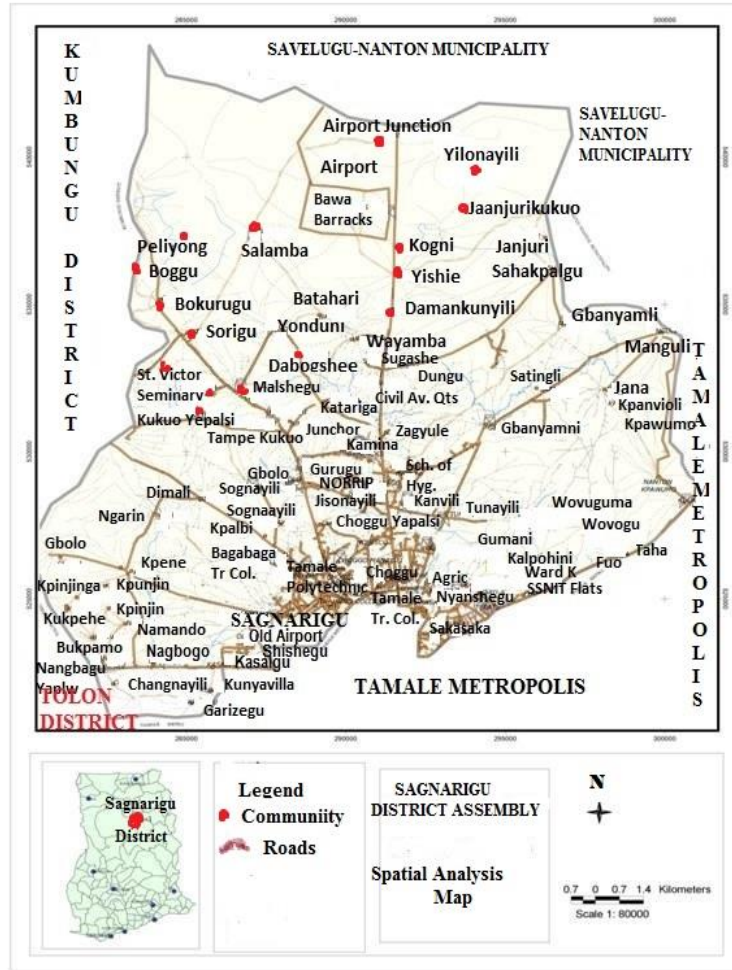 285000 290000 295000 300000
KUMBUNGU DISTRICT
SAVELUGU-NANTON MUNICIPALITY
SAVELUGU-
NANTON
MUNICIPALITY
Airport Junction
Airport
Yilonayili
Bawa
Barracks
Jaanjurikukuo
Peliyong
Salamba
Kogni
Janjuri
Boggu
Yishie
Sahakpalgu
Bokurugu
Batahari
Damankunyili
Gbanyamli
Sorigu
Yonduni
Wayamba
Manguli
Sugashe
Dabogshee
St. Victor
Seminary
Malshegu
Dungu
Satingli
Jana
Civil Av. Qts
Kpanvioli
Kukuo Yepalsi
Katariga
Kpawumo
Tampe Kukuo
Junchor
Zagyule
Gbanyamni
Kamina
TAMALE METROPOLIS
Gbolo
Gurugu
Sch. of
Hyg.
NORRIP
Sognayili
Dimali
Jisonayili
Kanvili
NANTON
KPAWUMO
Ngarin
Sognaayili
Choggu Yapalsi
Tunayili
Wovuguma
Wovogu
Kpalbi
Gumani
Gbolo
Bagabaga
Tr Col.
Kalpohini
Taha
Kpene
Tamale
Polytechnic
Choggu
Ward K
Fuo
Kpinjinga
Kpunjin
Agric
SSNIT Flats
Nyanshegu
Kukpehe
Kpinjin
Tamale
Tr. Col.
SAGNARIGU
Namando
Old Airport
Sakasaka
Bukpamo
Nagbogo
Shishegu
Nangbagu
Kasalgu
Yaplw
Changnayili
Kunyavilla
TAMALE METROPOLIS
TOLON
DISTRICT
Garizegu
285000 290000 295000 300000
Sagnarigu
District
Legend
Communiity
Roads
SAGNARIGU
DISTRICT ASSEMBLY
Spatial Analysis
Map
N
0.7 0 0.7 1.4 Kilometers
Scale 1: 80000